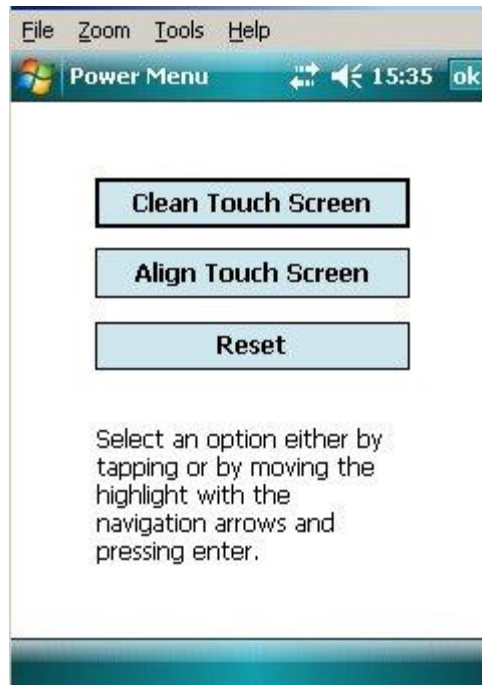 File Zoom Tools Help
Power Menu 15:35 ok
Clean Touch Screen
Align Touch Screen
Reset
Select an option either by
tapping or by moving the
highlight with the
navigation arrows and
pressing enter.